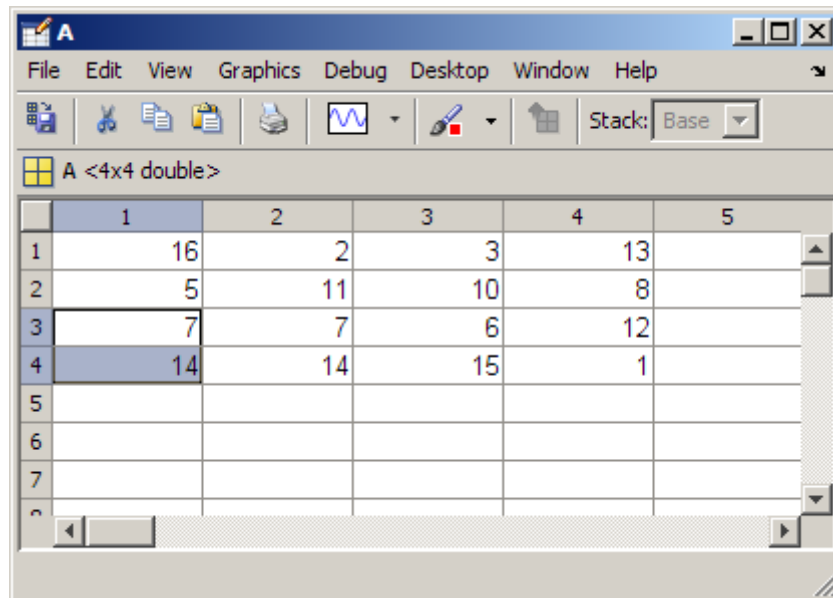 A
File Edit View Graphics Debug Desktop Window Help
Stack: Base
A <4x4 double>
1 2 3 4 5
1 16 2 3 13
2 5 11 10 8
3 7 7 6 12
4 14 14 15 1
5
6
7